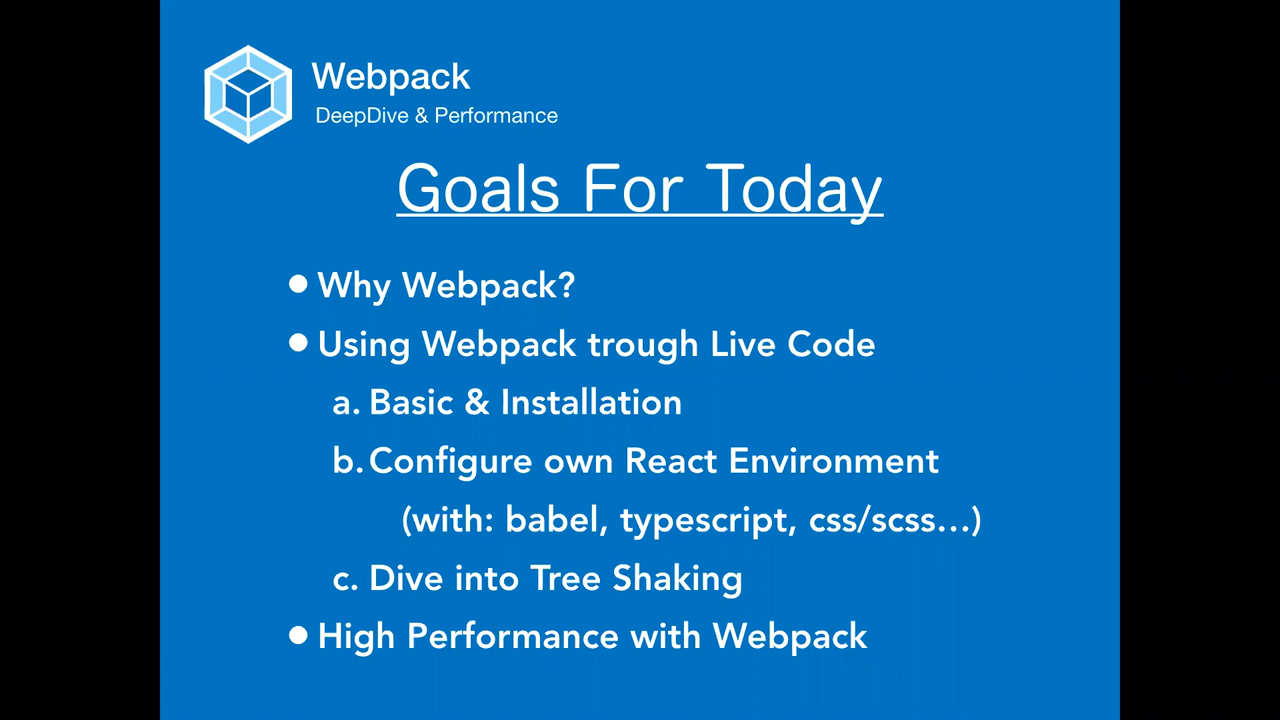 Webpack
DeepDive & Performance
Goals For Today
● Why Webpack?
● Using Webpack trough Live Code
a. Basic & Installation
b. Configure own React Environment
(with: babel, typescript, css/scss...)
c. Dive into Tree Shaking
● High Performance with Webpack